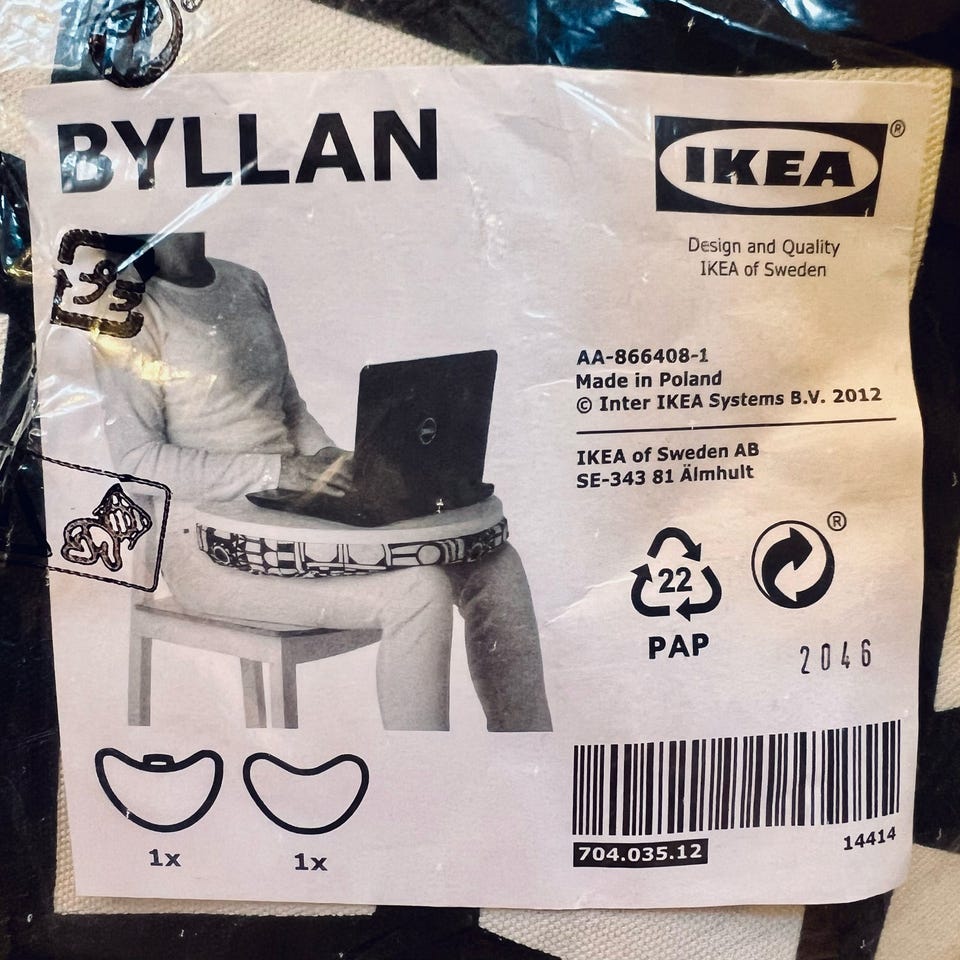 BYLLAN
IKEA®
Design and Quality
IKEA of Sweden
AA-866408-1
Made in Poland
© Inter IKEA Systems B.V. 2012
IKEA of Sweden AB
SE-343 81 Älmhult
22
®
PAP
2046
1x
1x
704.035.12
14414